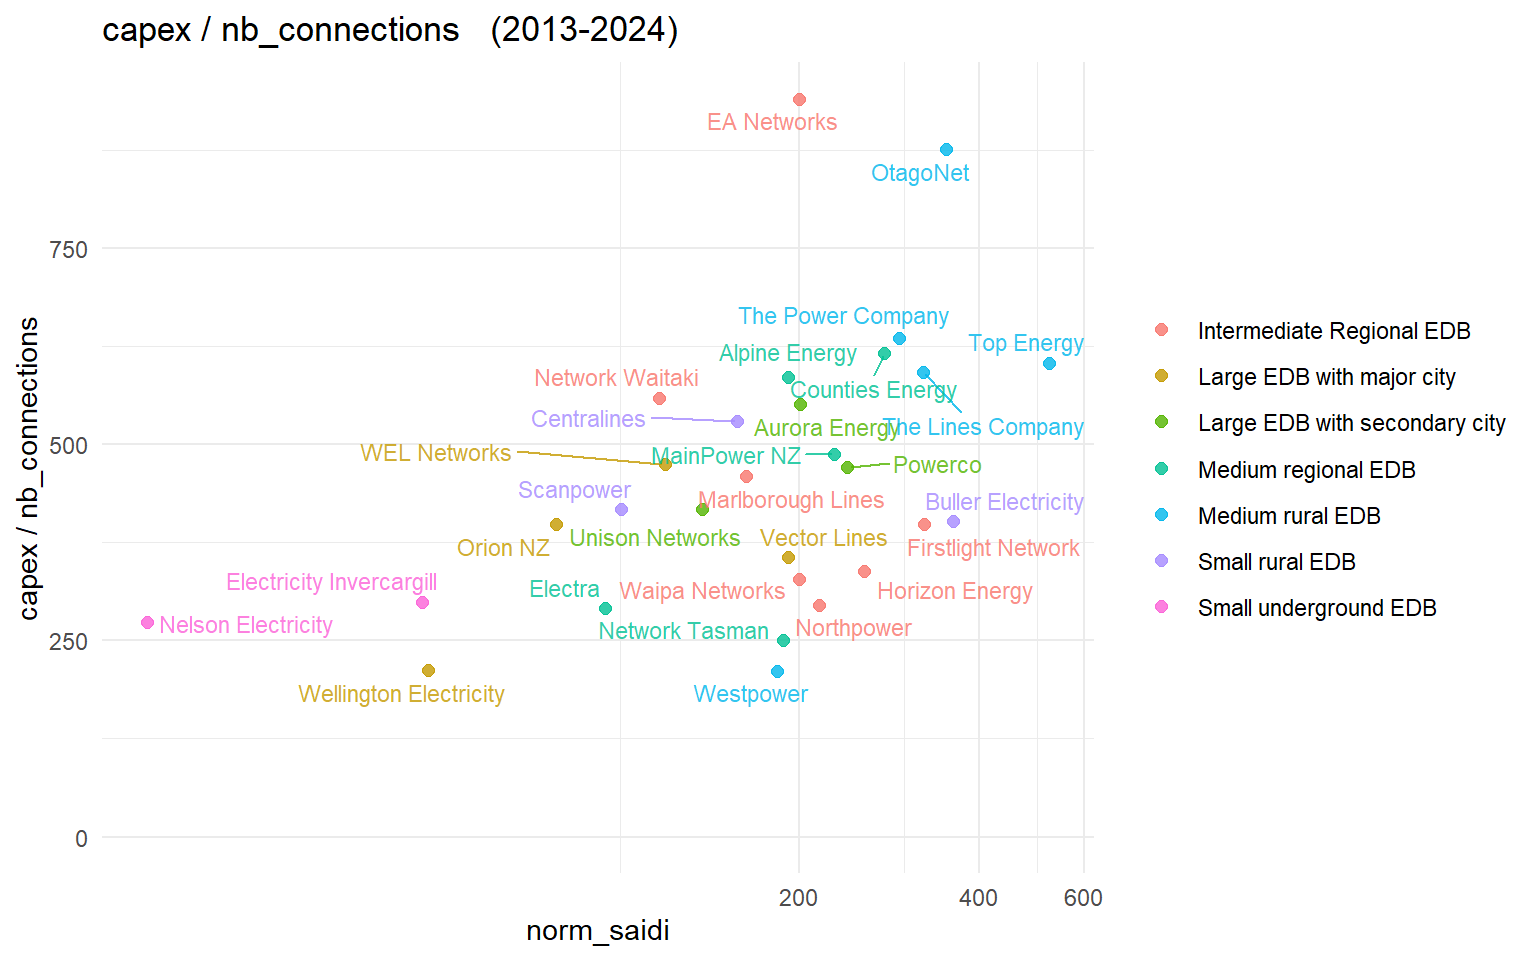 capex / nb_connections (2013-2024)
EA Networks
OtagoNet
750
The Power Company
Top Energy
Alpine Energy
Network Waitaki
Counties Energy
Centralines
Aurora Energy
The Lines Company
500
WEL Networks
MainPower NZ
Powerco
Scanpower
Marlborough Lines
Buller Electricity
Orion NZ
Unison Networks
Vector Lines
Firstlight Network
Electricity Invercargill
Electra
Waipa Networks
Horizon Energy
Nelson Electricity
Network Tasman
Northpower
250
Wellington Electricity
Westpower
0
200
400
600
norm_saidi
capex / nb_connections
Intermediate Regional EDB
Large EDB with major city
Large EDB with secondary city
Medium regional EDB
Medium rural EDB
Small rural EDB
Small underground EDB